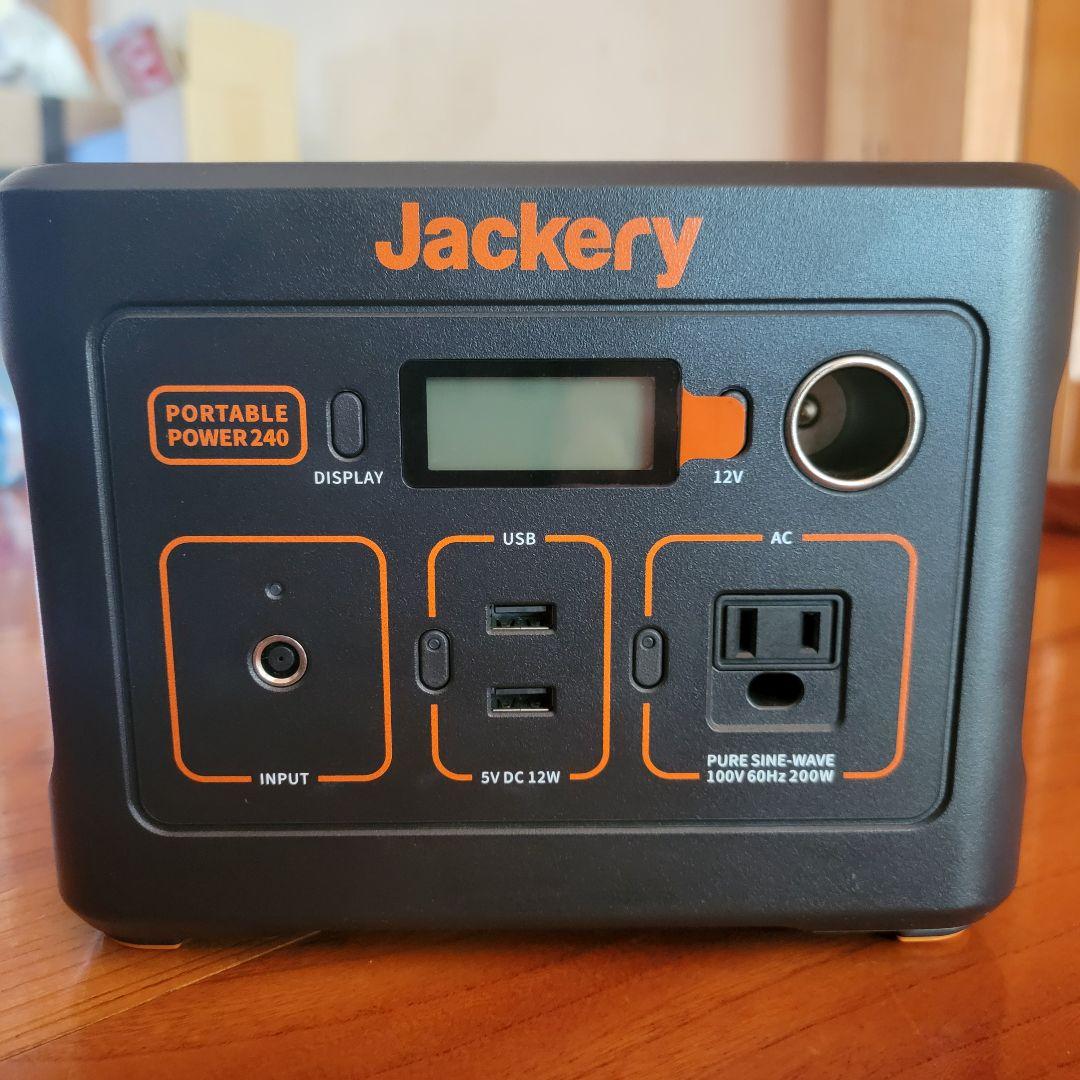 Jackery
PORTABLE
POWER 240
DISPLAY
12V
USB
AC
INPUT
5V DC 12W
PURE SINE-WAVE
100V 60Hz 200W